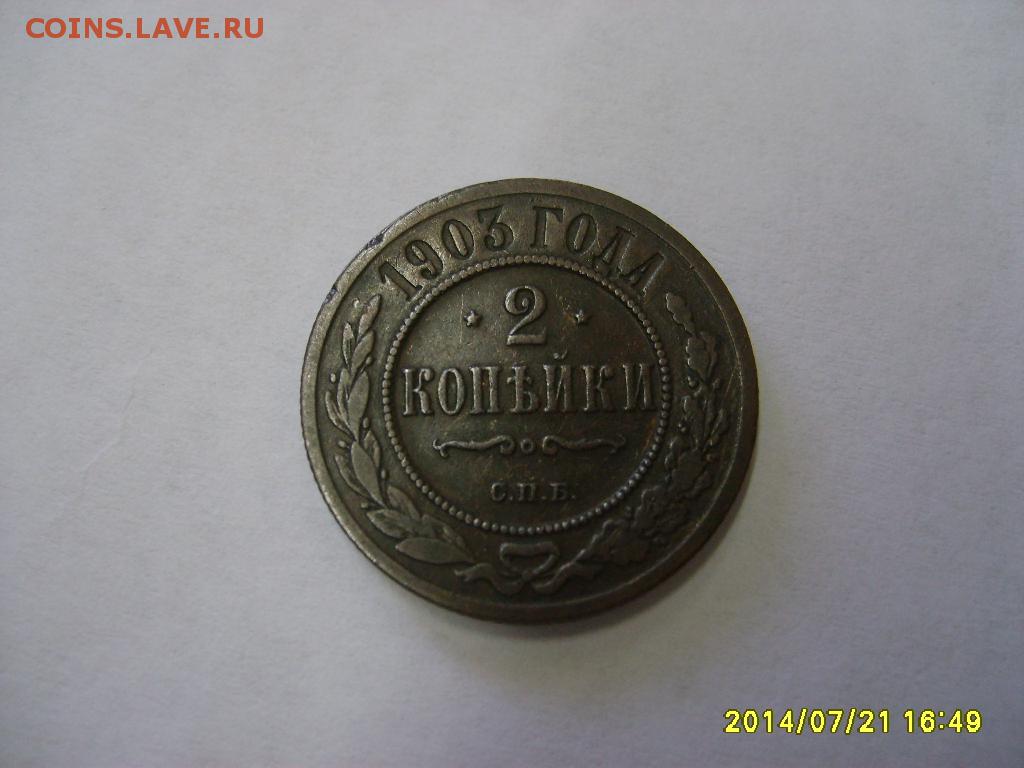 COINS.LAVE.RU
1903 ГОДА
2
КОПѢЙКИ
С.П.Б.
2014/07/21 16:49